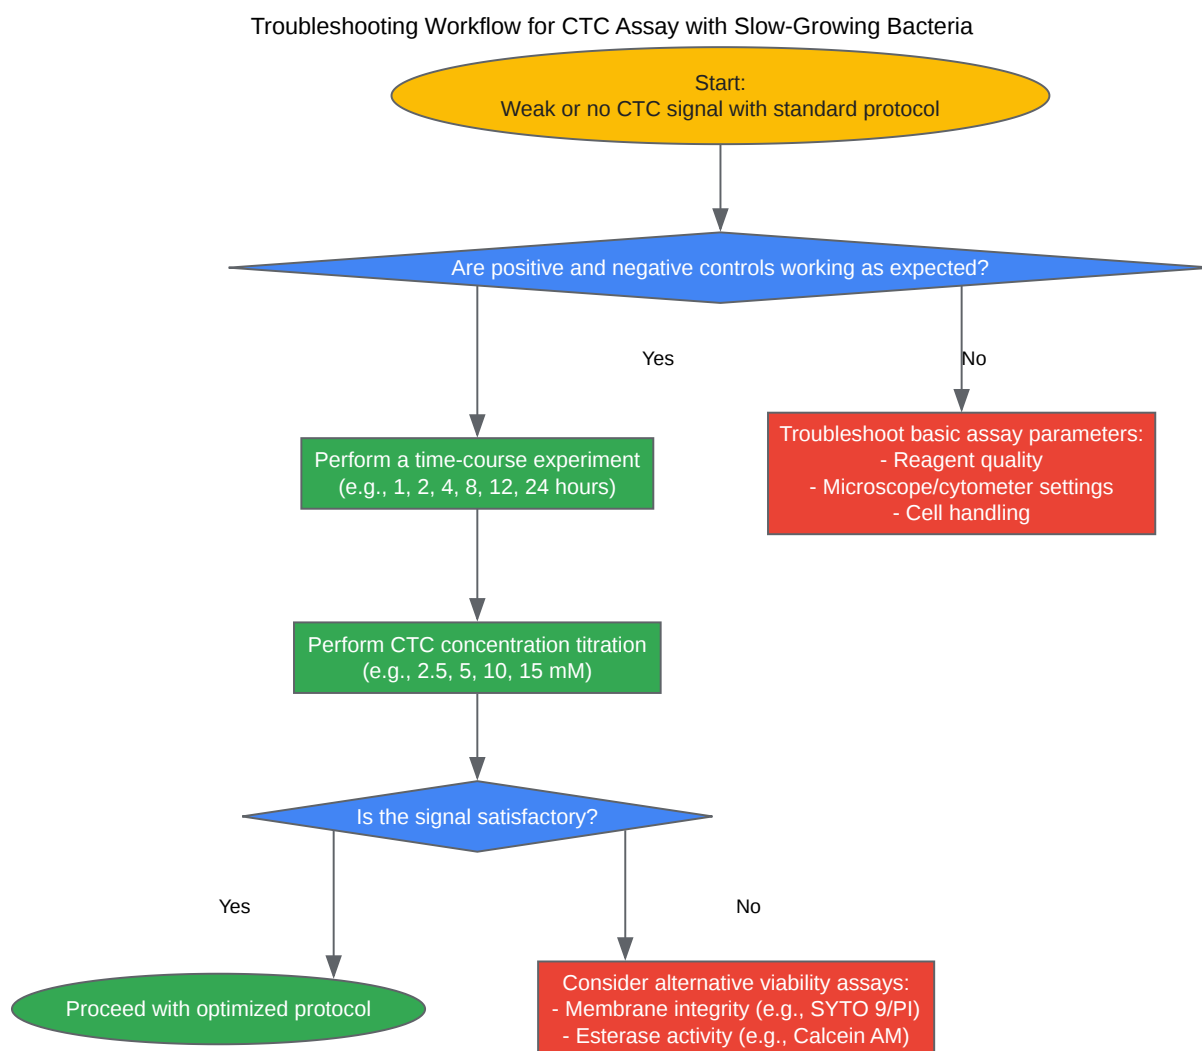 Troubleshooting Workflow for CTC Assay with Slow-Growing Bacteria
Start:
Weak or no CTC signal with standard protocol
Are positive and negative controls working as expected?
Yes
No
Perform a time-course experiment
(e.g., 1, 2, 4, 8, 12, 24 hours)
Troubleshoot basic assay parameters:
- Reagent quality
- Microscope/cytometer settings
- Cell handling
Perform CTC concentration titration
(e.g., 2.5, 5, 10, 15 mM)
Is the signal satisfactory?
Yes
No
Proceed with optimized protocol
Consider alternative viability assays:
- Membrane integrity (e.g., SYTO 9/PI)
- Esterase activity (e.g., Calcein AM)